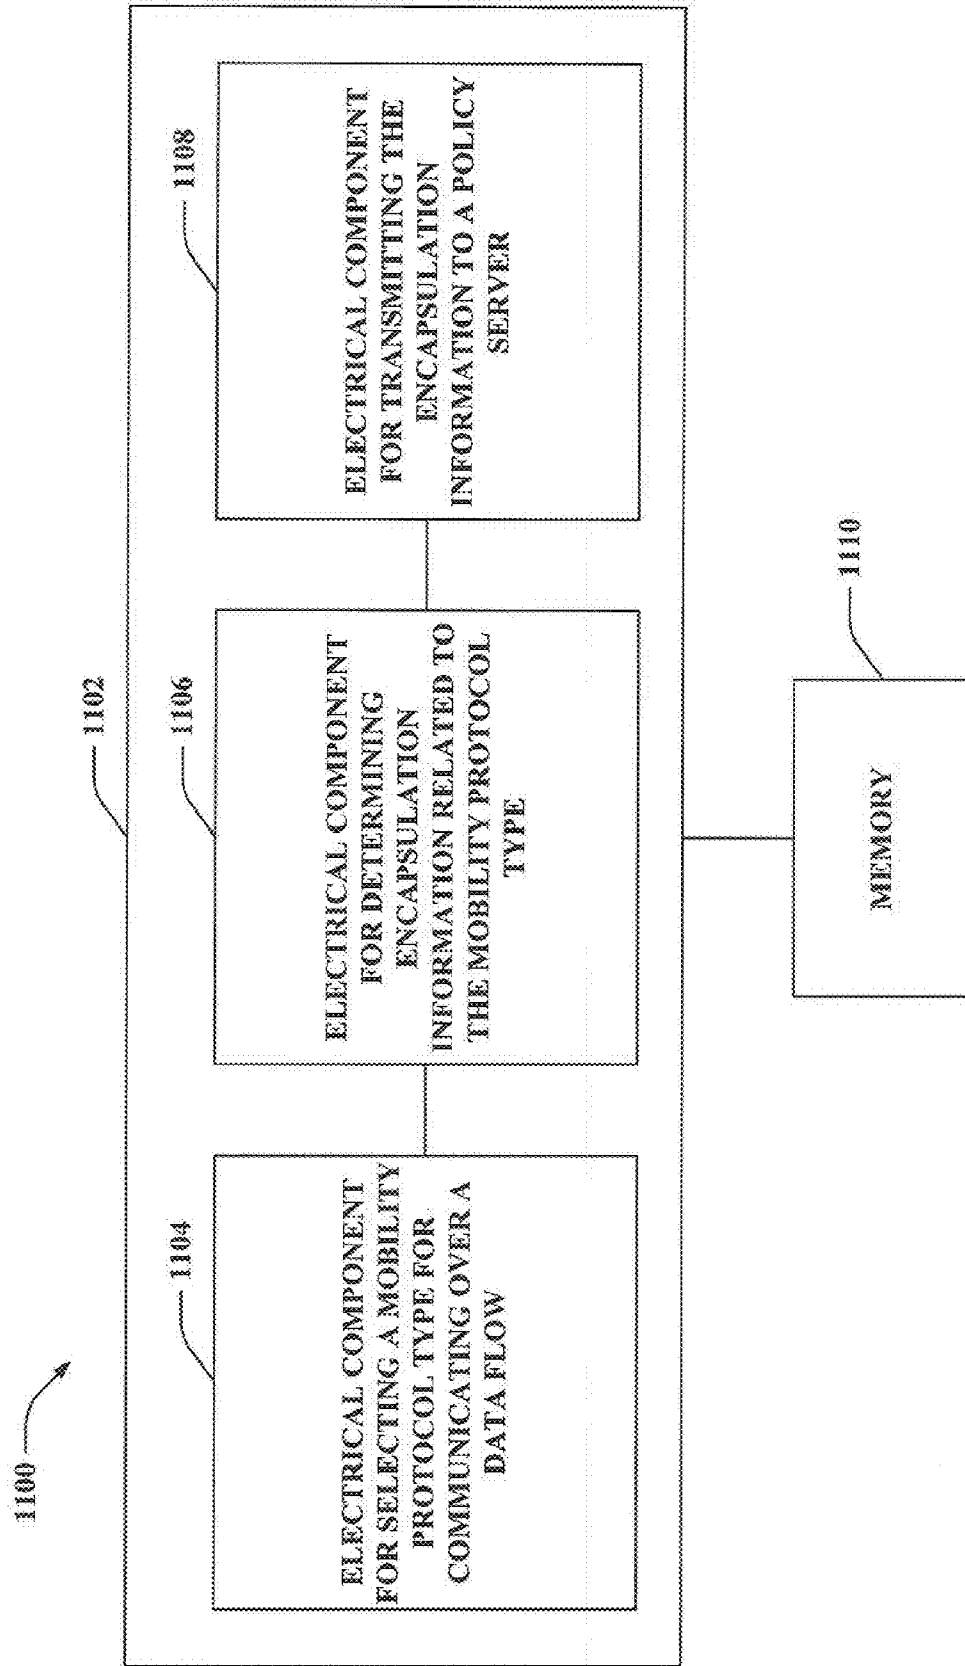 1100
1102
1104
ELECTRICAL COMPONENT
FOR SELECTING A MOBILITY
PROTOCOL TYPE FOR
COMMUNICATING OVER A
DATA FLOW
1106
ELECTRICAL COMPONENT
FOR DETERMINING
ENCAPSULATION
INFORMATION RELATED TO
THE MOBILITY PROTOCOL
TYPE
1108
ELECTRICAL COMPONENT
FOR TRANSMITTING THE
ENCAPSULATION
INFORMATION TO A POLICY
SERVER
1110
MEMORY